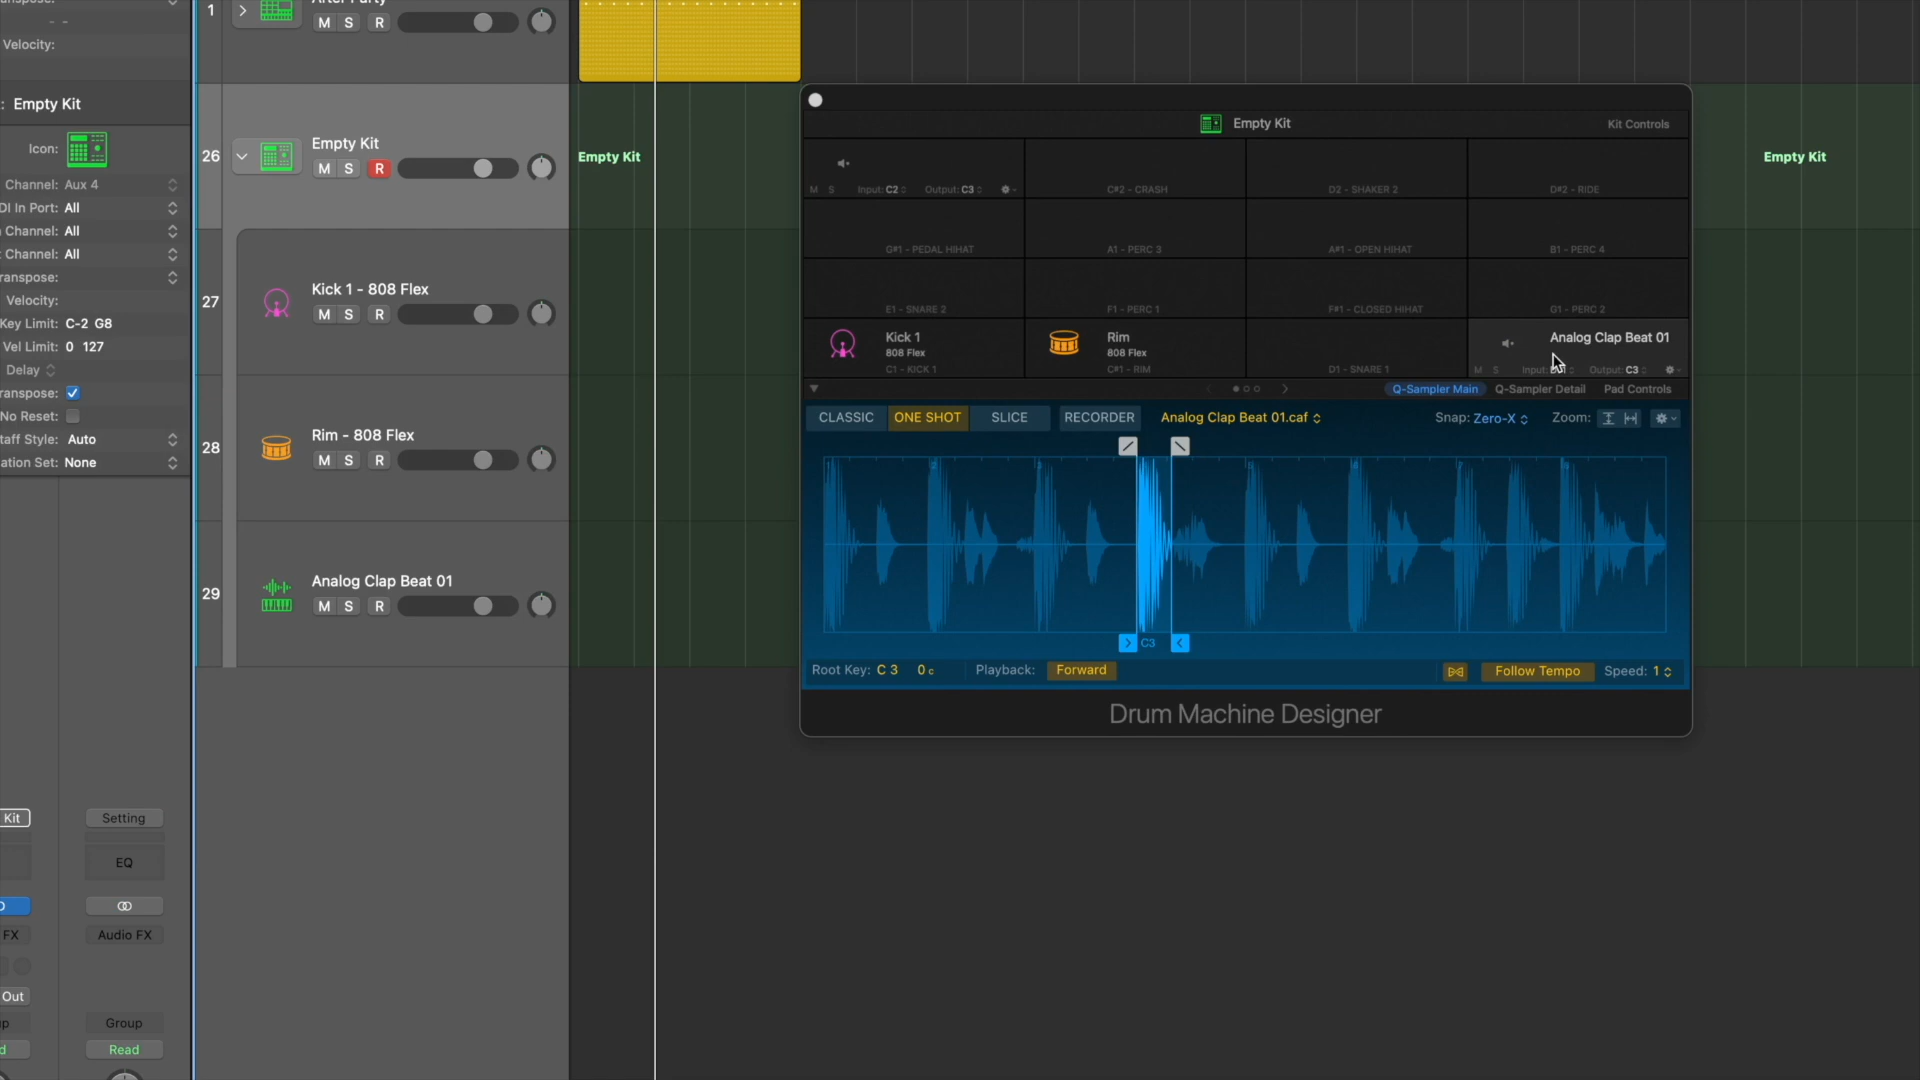 Velocity:
: Empty Kit
Icon:
Channel: Aux 4
DI In Port: All
Channel: All
Channel: All
ranspose:
Velocity:
Key Limit: C-2 G8
Vel Limit: 0 127
Delay
ranspose:
No Reset:
taff Style: Auto
ation Set: None
Kit
Setting
EQ
FX
Audio FX
Out
Group
Read
1
M S R
26
Empty Kit
M S R
27
Kick 1 - 808 Flex
M S R
28
Rim - 808 Flex
M S R
29
Analog Clap Beat 01
M S R
Empty Kit
Empty Kit
Empty Kit
Kit Controls
M S Input: C2 Output: C3
C#2 - CRASH
D2 - SHAKER 2
D#2 - RIDE
G#1 - PEDAL HIHAT
A1 - PERC 3
A#1 - OPEN HIHAT
B1 - PERC 4
E1 - SNARE 2
F1 - PERC 1
F#1 - CLOSED HIHAT
G1 - PERC 2
Kick 1
808 Flex
C1 - KICK 1
Rim
808 Flex
C#1 - RIM
D1 - SNARE 1
Analog Clap Beat 01
M S Input: Output: C3
Q-Sampler Main Q-Sampler Detail Pad Controls
CLASSIC ONE SHOT SLICE RECORDER Analog Clap Beat 01.caf Snap: Zero-X Zoom:
C3
Root Key: C 3 0 c Playback: Forward Follow Tempo Speed: 1
Drum Machine Designer